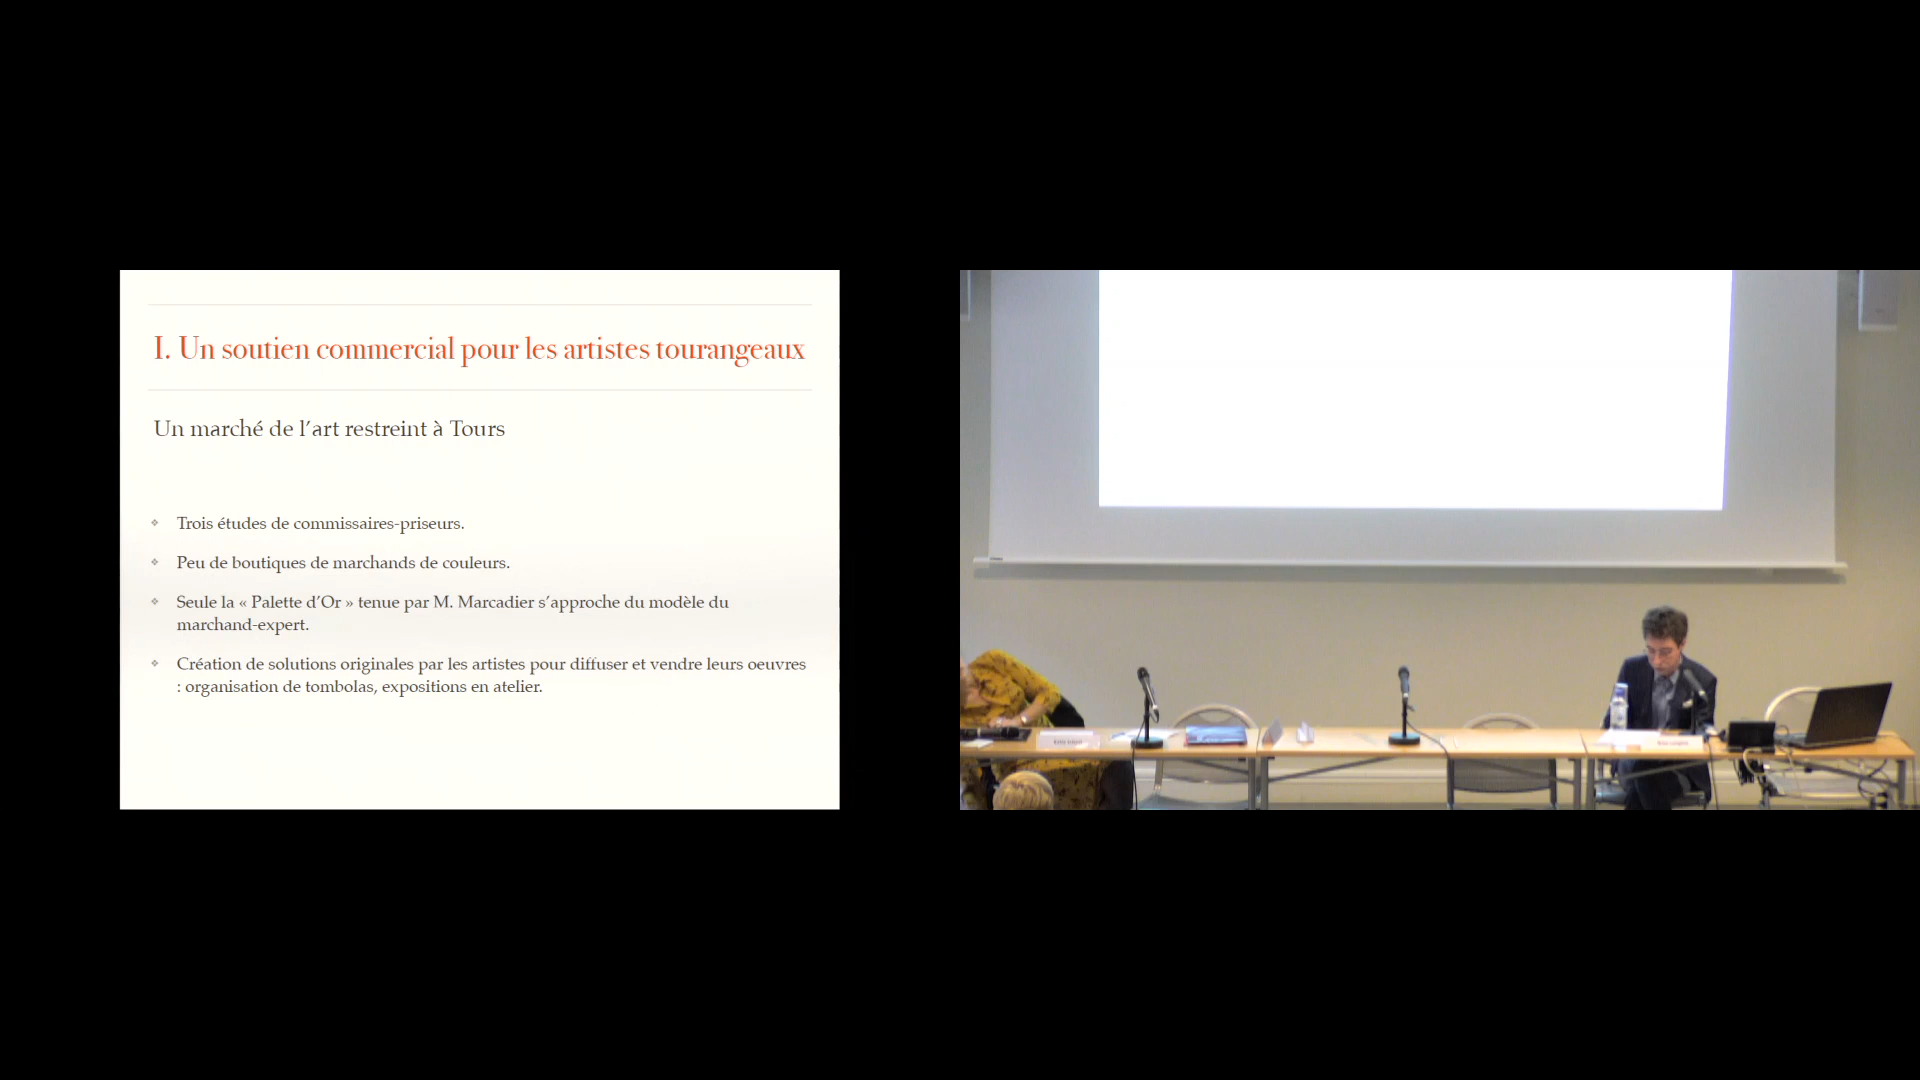 I. Un soutien commercial pour les artistes tourangeaux
Un marché de l'art restreint à Tours
Trois études de commissaires-priseurs.
Peu de boutiques de marchands de couleurs.
Seule la « Palette d'Or » tenue par M. Marcadier s'approche du modèle du
marchand-expert.
Création de solutions originales par les artistes pour diffuser et vendre leurs oeuvres
: organisation de tombolas, expositions en atelier.